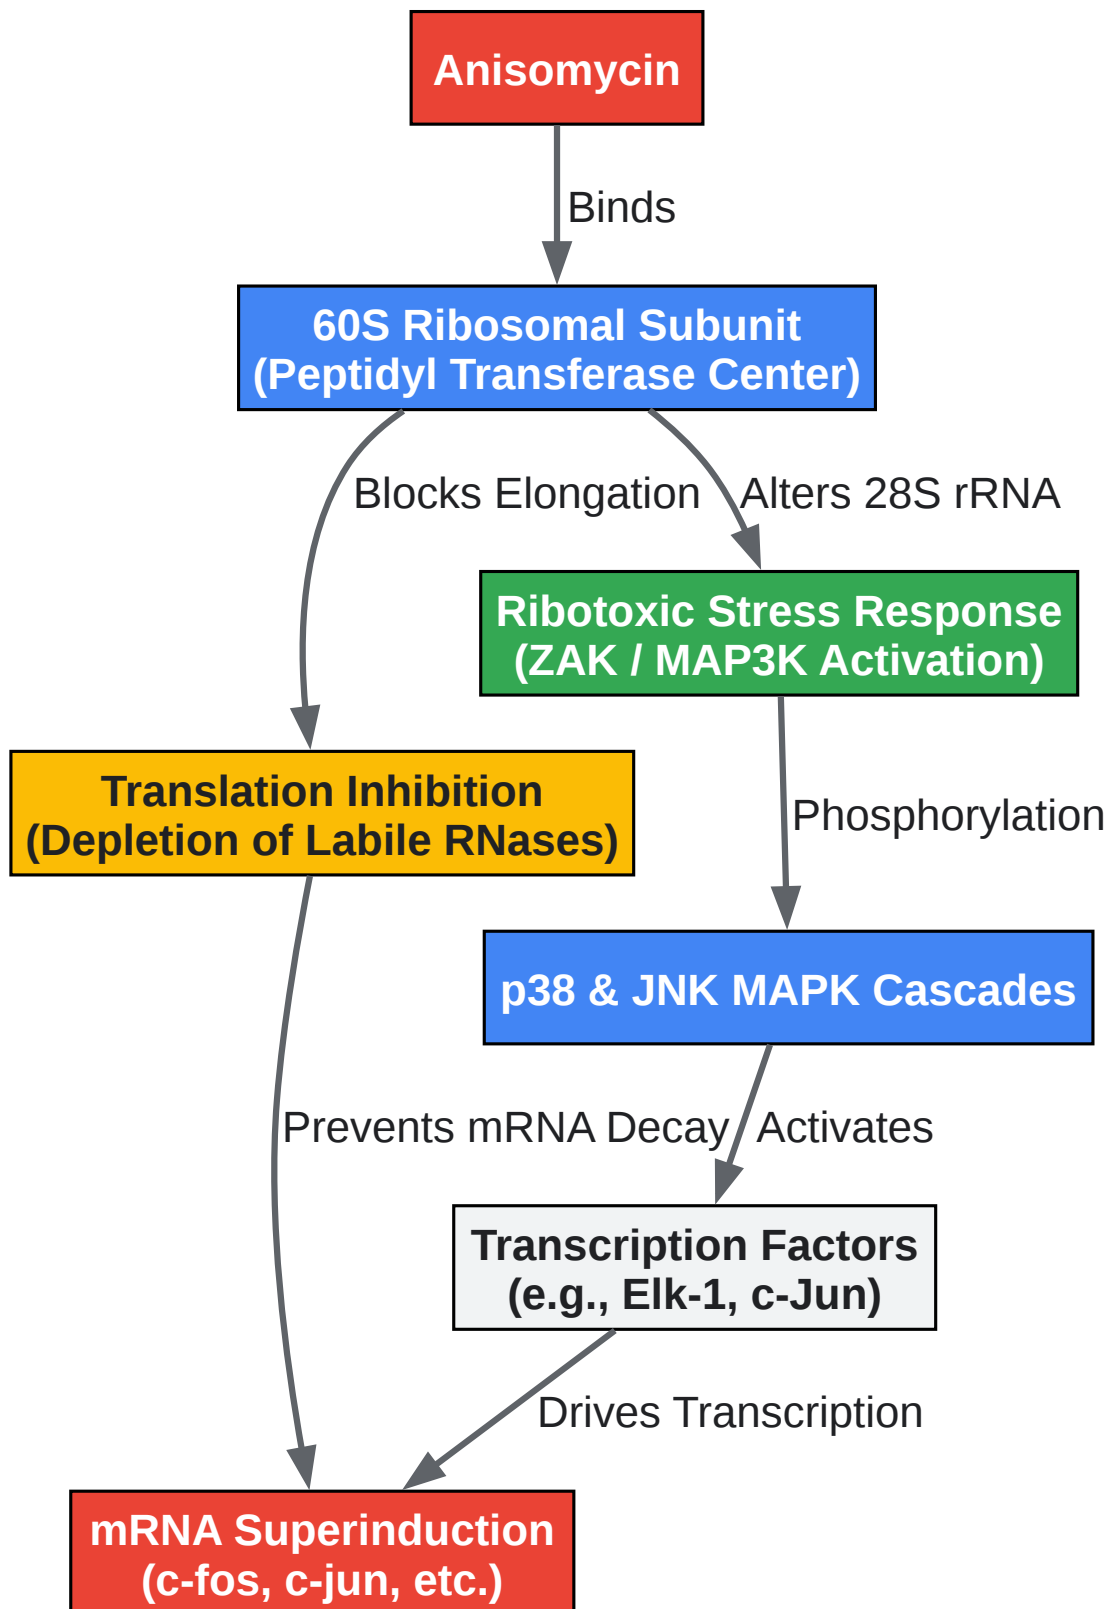 Anisomycin
Binds
60S Ribosomal Subunit
(Peptidyl Transferase Center)
Blocks Elongation
Alters 28S rRNA
Ribotoxic Stress Response
(ZAK / MAP3K Activation)
Translation Inhibition
(Depletion of Labile RNases)
Phosphorylation
p38 & JNK MAPK Cascades
Prevents mRNA Decay
Activates
Transcription Factors
(e.g., Elk-1, c-Jun)
Drives Transcription
mRNA Superinduction
(c-fos, c-jun, etc.)